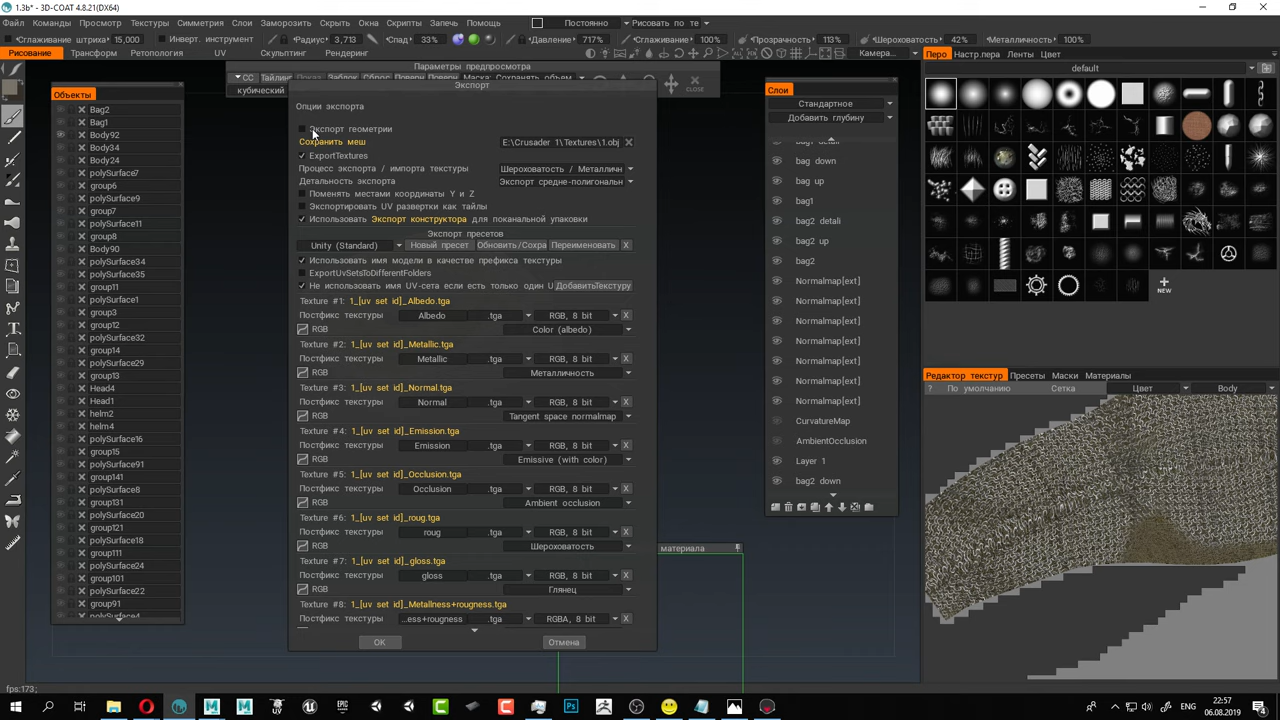 1.3b* - 3D-COAT 4.8.21(DX64)
Файл Команды Просмотр Текстуры Симметрия Слои Заморозить Скрыть Окна Скрипты Запечь Помощь Постоянно Рисовать по те
Сглаживание штриха 15,000 Инверт. инструмент Радиус 3,713 Спад 33% Давление 717% Сглаживание 100% Прозрачность 113% Шероховатость 42% Металличность 100%
Рисование Трансформ Ретопология UV Скульптинг Рендеринг Камера...
Параметры предпросмотра
СС Тайлинг
кубический
CLOSE
Объекты
Bag2
Bag1
Body92
Body34
Body24
polySurface7
group6
polySurface9
group7
polySurface11
group8
Body90
polySurface34
polySurface35
group1
group11
group3
group12
polySurface32
group14
polySurface29
group13
Head4
Head1
helm2
helm4
polySurface16
group15
polySurface91
group141
polySurface8
group131
polySurface20
group121
polySurface18
group111
polySurface24
group101
polySurface22
group91
polySurface4
Экспорт
Опции экспорта
Экспорт геометрии
Сохранить меш E:\Crusader 1\Textures\1.obj X
ExportTextures
Процесс экспорта / импорта текстуры Шероховатость / Металличн
Детальность экспорта Экспорт средне-полигональн
Поменять местами координаты Y и Z
Экспортировать UV развертки как тайлы
Использовать Экспорт конструктора для поканальной упаковки
Экспорт пресетов
Unity (Standard) Новый пресет Обновить/Сохра Переименовать X
Использовать имя модели в качестве префикса текстуры
ExportUvSetsToDifferentFolders
Не использовать имя UV-сета если есть только один U ДобавитьТекстуру
Texture #1: 1_[uv set id]_Albedo.tga
Постфикс текстуры Albedo .tga RGB, 8 bit X
RGB Color (albedo)
Texture #2: 1_[uv set id]_Metallic.tga
Постфикс текстуры Metallic .tga RGB, 8 bit X
RGB Металличность
Texture #3: 1_[uv set id]_Normal.tga
Постфикс текстуры Normal .tga RGB, 8 bit X
RGB Tangent space normalmap
Texture #4: 1_[uv set id]_Emission.tga
Постфикс текстуры Emission .tga RGB, 8 bit X
RGB Emissive (with color)
Texture #5: 1_[uv set id]_Occlusion.tga
Постфикс текстуры Occlusion .tga RGB, 8 bit X
RGB Ambient occlusion
Texture #6: 1_[uv set id]_roug.tga
Постфикс текстуры roug .tga RGB, 8 bit X
RGB Шероховатость
Texture #7: 1_[uv set id]_gloss.tga
Постфикс текстуры gloss .tga RGB, 8 bit X
RGB Глянец
Texture #8: 1_[uv set id]_Metallness+rougness.tga
Постфикс текстуры ...ess+rougness .tga RGBA, 8 bit X
OK Отмена
материала
Слои
Стандартное
Добавить глубину
bag down
bag up
bag1
bag2 detali
bag2 up
bag2
Normalmap[ext]
Normalmap[ext]
Normalmap[ext]
Normalmap[ext]
Normalmap[ext]
Normalmap[ext]
Normalmap[ext]
CurvatureMap
AmbientOcclusion
Layer 1
bag2 down
Перо Настр.пера Ленты Цвет
default
NEW
Редактор текстур Пресеты Маски Материалы
? По умолчанию Сетка Цвет Body
fps:173;
22:57
06.08.2019